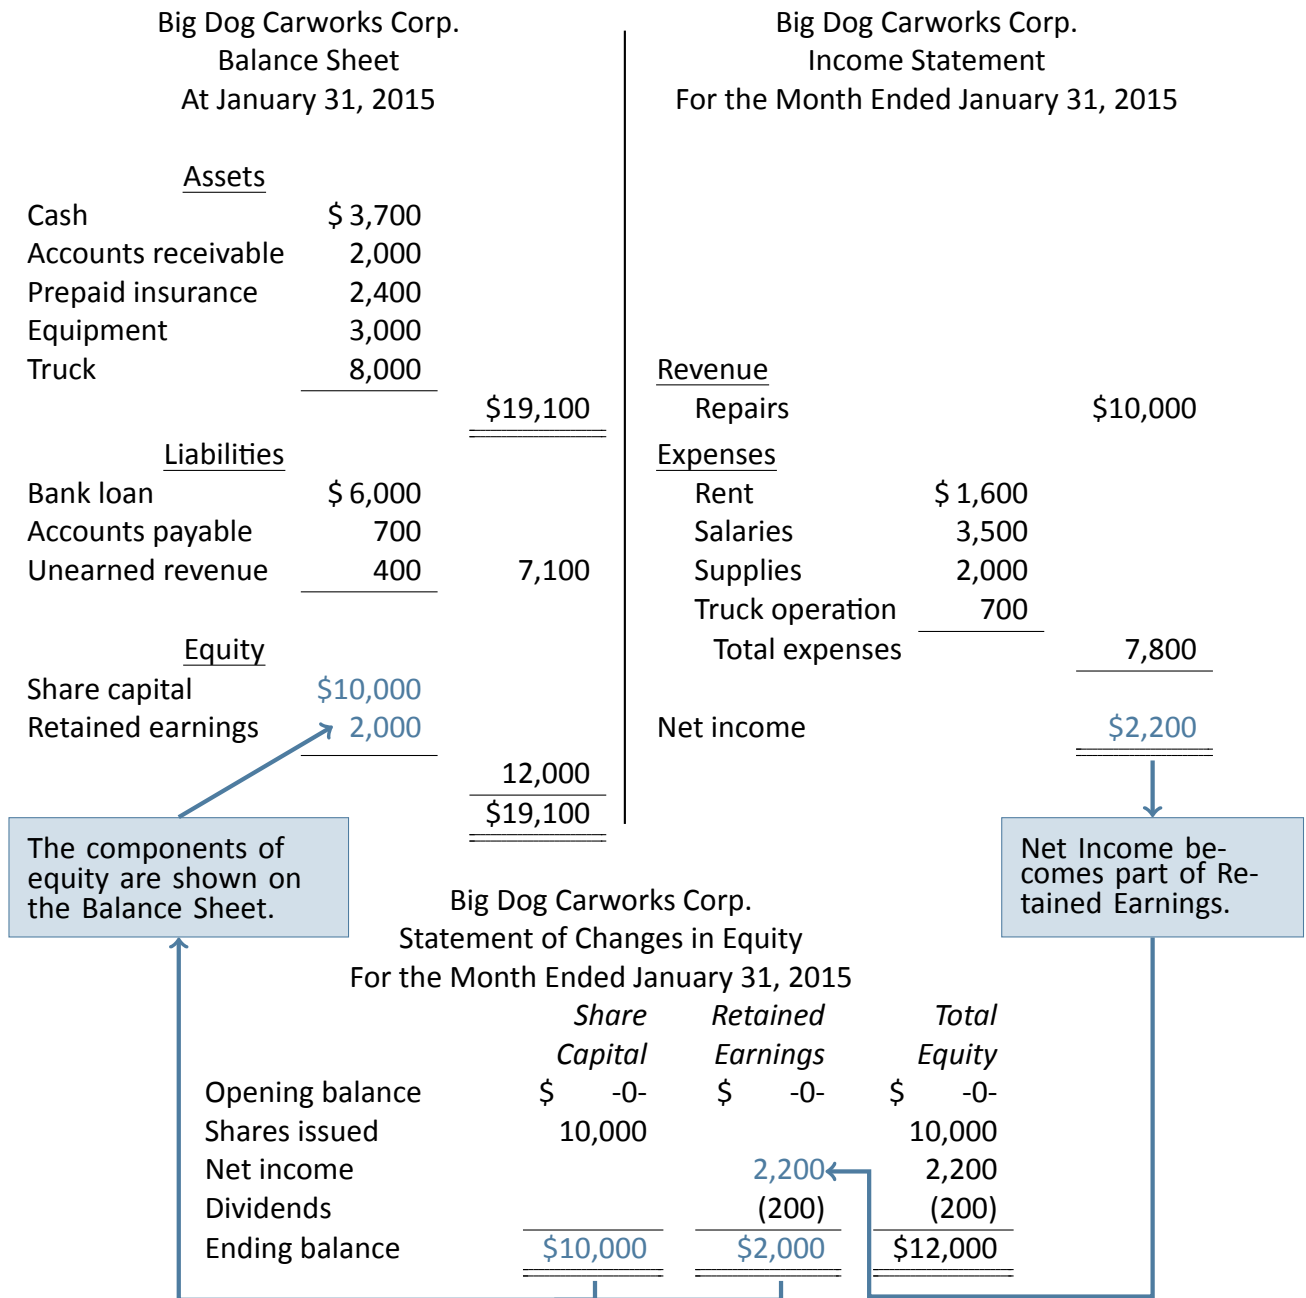 Big Dog Carworks Corp.
Balance Sheet
At January 31, 2015
Assets
Cash $ 3,700
Accounts receivable 2,000
Prepaid insurance 2,400
Equipment 3,000
Truck 8,000
$19,100
Liabilities
Bank loan $ 6,000
Accounts payable 700
Unearned revenue 400 7,100
Equity
Share capital $10,000
Retained earnings 2,000
12,000
$19,100
The components of
equity are shown on
the Balance Sheet.
Big Dog Carworks Corp.
Income Statement
For the Month Ended January 31, 2015
Revenue
Repairs $10,000
Expenses
Rent $ 1,600
Salaries 3,500
Supplies 2,000
Truck operation 700
Total expenses 7,800
Net income $2,200
Net Income be-
comes part of Re-
tained Earnings.
Big Dog Carworks Corp.
Statement of Changes in Equity
For the Month Ended January 31, 2015
Share Retained Total
Capital Earnings Equity
Opening balance $ -0- $ -0- $ -0-
Shares issued 10,000 10,000
Net income 2,200 2,200
Dividends (200) (200)
Ending balance $10,000 $2,000 $12,000